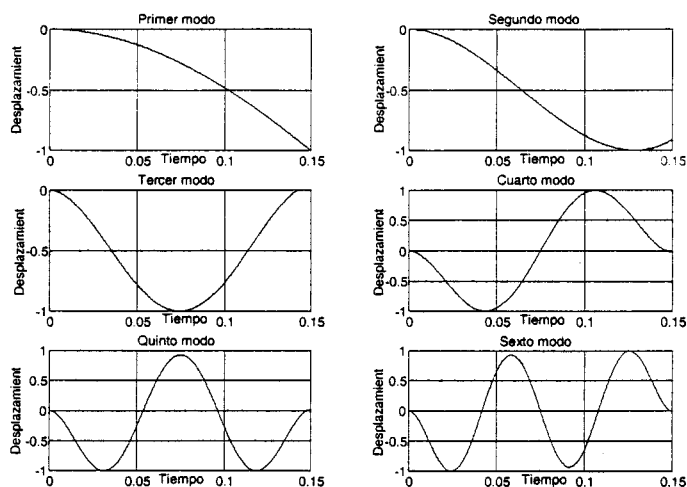 Primer modo
0
-0.5
-1
Desplazamient
0
0.05
0.1
0.15
Tiempo
Segundo modo
0
-0.5
-1
Desplazamient
0
0.05
0.1
0.15
Tiempo
Tercer modo
0
-0.5
-1
Desplazamient
0
0.05
0.1
0.15
Tiempo
Cuarto modo
1
0.5
0
-0.5
-1
Desplazamient
0
0.05
0.1
0.15
Tiempo
Quinto modo
1
0.5
0
-0.5
-1
Desplazamient
0
0.05
0.1
0.15
Tiempo
Sexto modo
1
0.5
0
-0.5
-1
Desplazamient
0
0.05
0.1
0.15
Tiempo